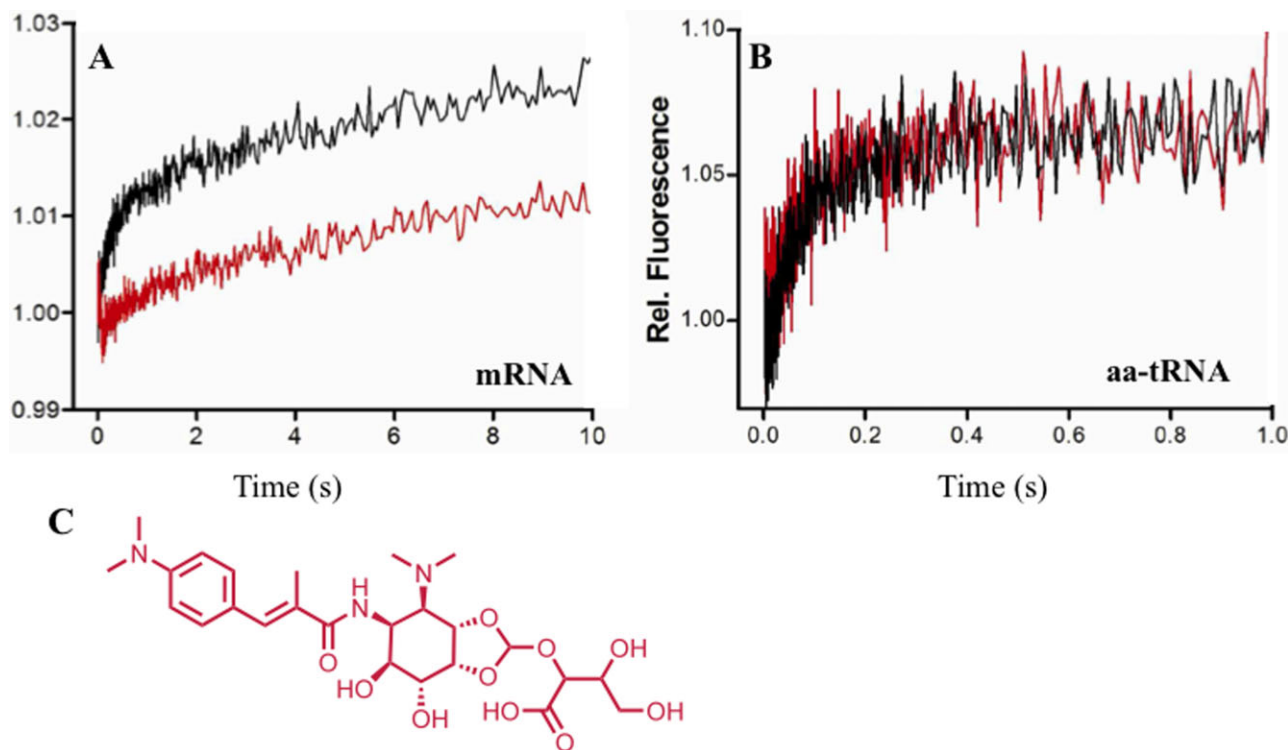 A
1.03
1.02
1.01
1.00
0.99
0 2 4 6 8 10
mRNA
Time (s)
B
Rel. Fluorescence
1.10
1.05
1.00
0.0 0.2 0.4 0.6 0.8 1.0
aa-tRNA
Time (s)
C
N
N
H
N
O
O
O
O
OH
HO
OH
HO
O
OH